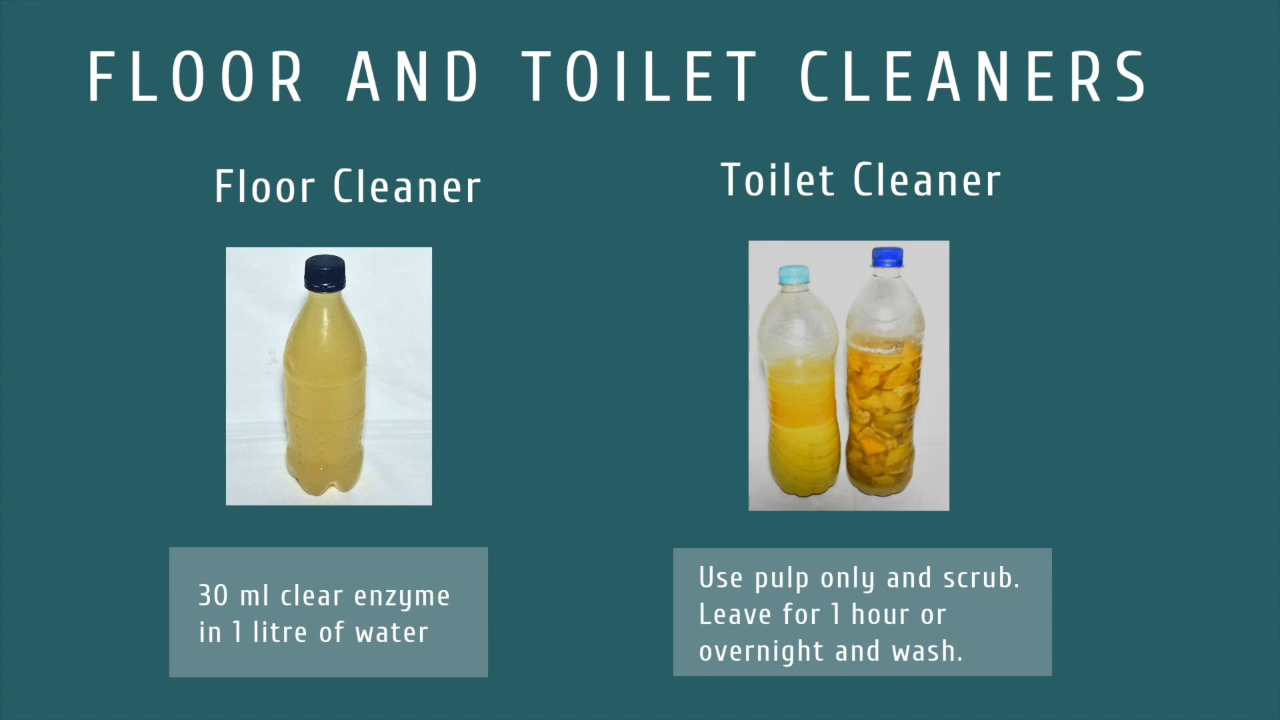 FLOOR AND TOILET CLEANERS
Floor Cleaner
30 ml clear enzyme
in 1 litre of water
Toilet Cleaner
Use pulp only and scrub.
Leave for 1 hour or
overnight and wash.